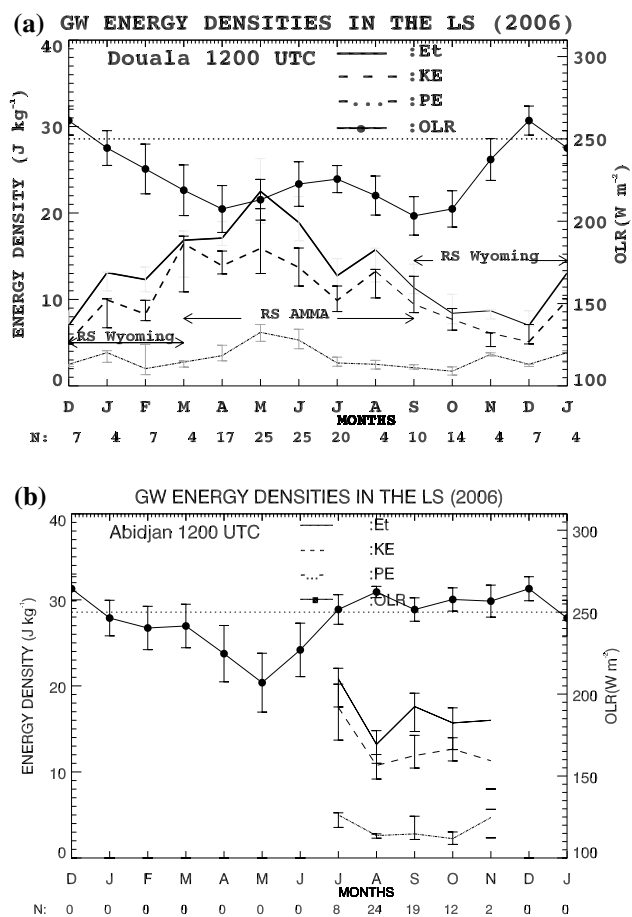 (a) GW ENERGY DENSITIES IN THE LS (2006)
Douala 1200 UTC
:Et
:KE
:PE
:OLR
ENERGY DENSITY (J kg-1)
40
30
20
10
0
OLR(W m-2)
310
250
200
150
100
RS Wyoming
RS AMMA
RS Wyoming
D J F M A M J J A S O N D J
MONTHS
N: 7 4 7 4 17 25 25 20 4 10 14 4 7 4
(b) GW ENERGY DENSITIES IN THE LS (2006)
Abidjan 1200 UTC
:Et
:KE
:PE
:OLR
ENERGY DENSITY (J kg-1)
40
30
20
10
0
OLR(W m-2)
300
250
200
150
100
D J F M A M J J A S O N D J
MONTHS
N: 0 0 0 0 0 0 0 8 24 19 12 2 0 0